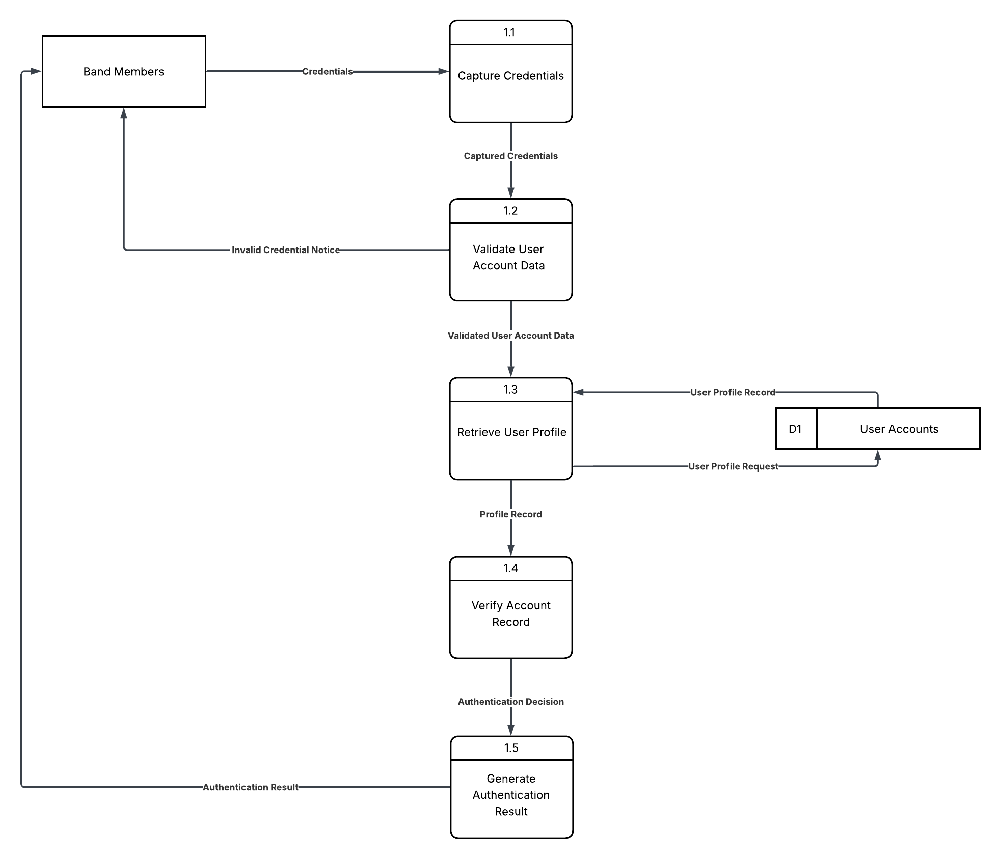 1.1
Band Members
Credentials
Capture Credentials
Captured Credentials
1.2
Invalid Credential Notice
Validate User
Account Data
Validated User Account Data
1.3
User Profile Record
Retrieve User Profile
D1
User Accounts
User Profile Request
Profile Record
1.4
Verify Account
Record
Authentication Decision
1.5
Generate
Authentication
Result
Authentication Result